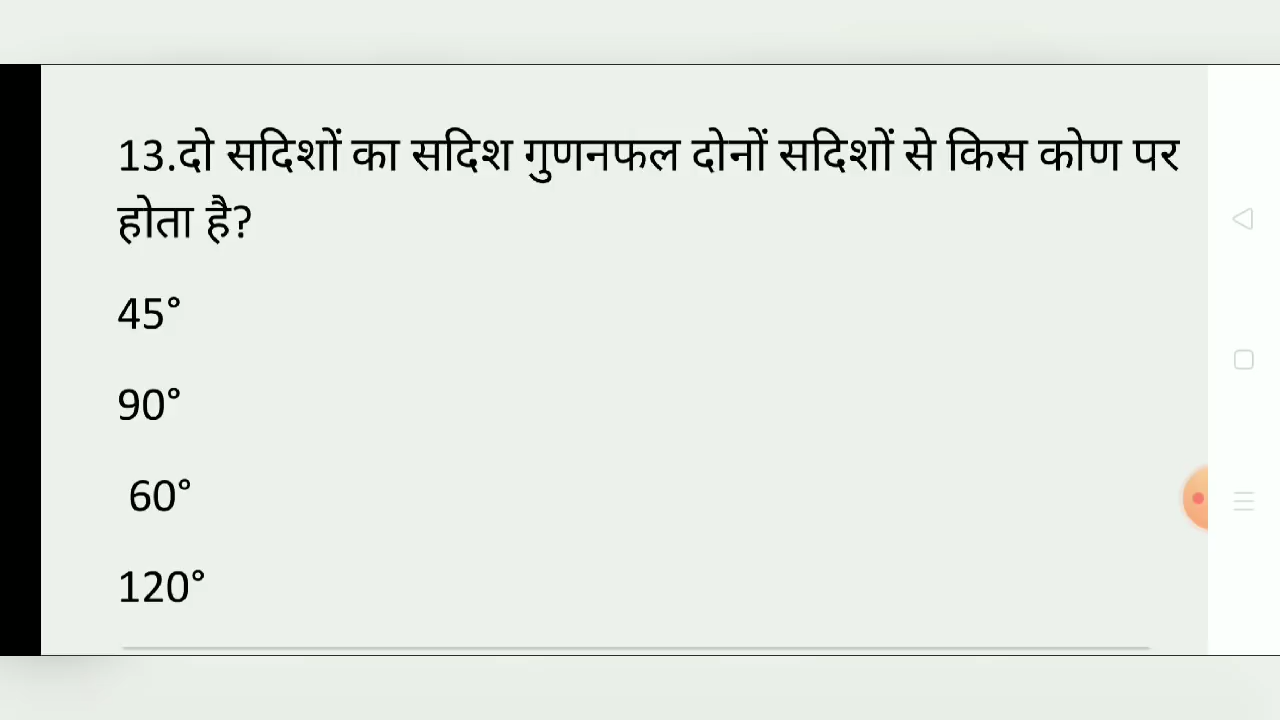 13.दो सदिशों का सदिश गुणनफल दोनों सदिशों से किस कोण पर
होता है?
45°
90°
60°
120°